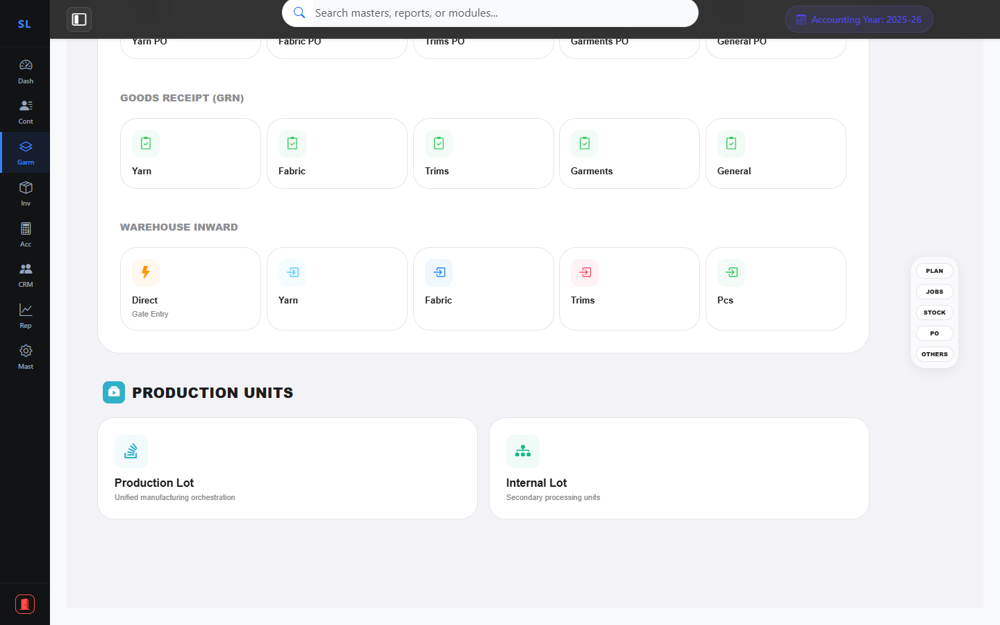 SL
Search masters, reports, or modules...
Accounting Year: 2025-26
Dash
Cont
Garm
Inv
Acc
CRM
Rep
Mast
Yarn PO
Fabric PO
Trims PO
Garments PO
General PO
GOODS RECEIPT (GRN)
Yarn
Fabric
Trims
Garments
General
WAREHOUSE INWARD
Direct
Gate Entry
Yarn
Fabric
Trims
Pcs
PRODUCTION UNITS
Production Lot
Unified manufacturing orchestration
Internal Lot
Secondary processing units
PLAN
JOBS
STOCK
PO
OTHERS